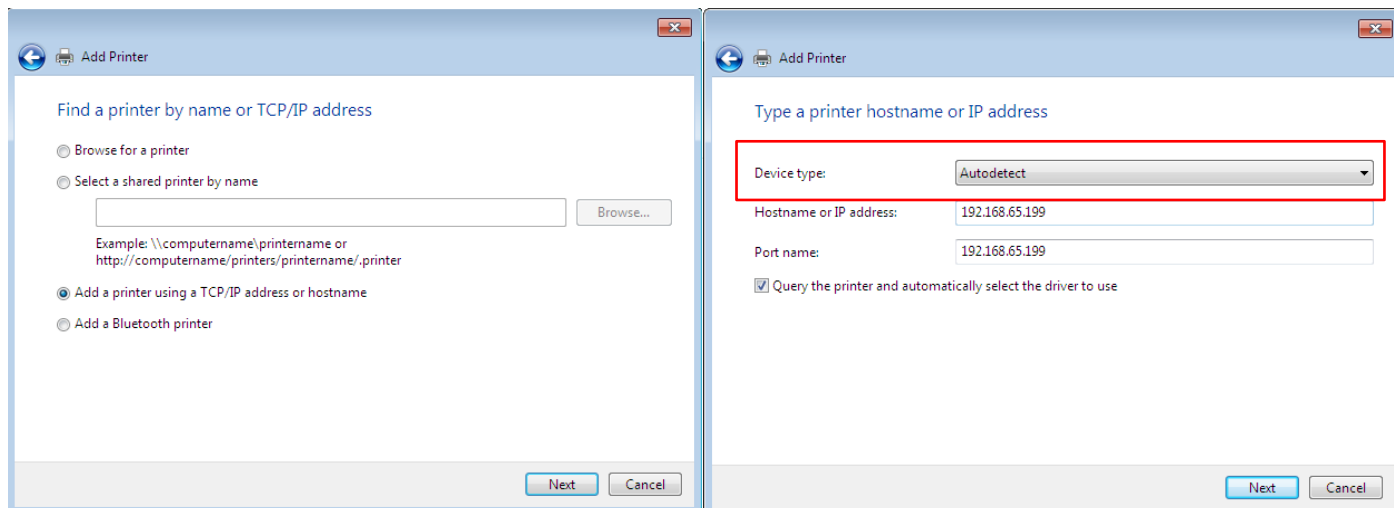 Add Printer
Find a printer by name or TCP/IP address
Browse for a printer
Select a shared printer by name
Browse...
Example: \\computername\printername or
http://computername/printers/printername/.printer
Add a printer using a TCP/IP address or hostname
Add a Bluetooth printer
Next Cancel
Add Printer
Type a printer hostname or IP address
Device type: Autodetect
Hostname or IP address: 192.168.65.199
Port name: 192.168.65.199
Query the printer and automatically select the driver to use
Next Cancel